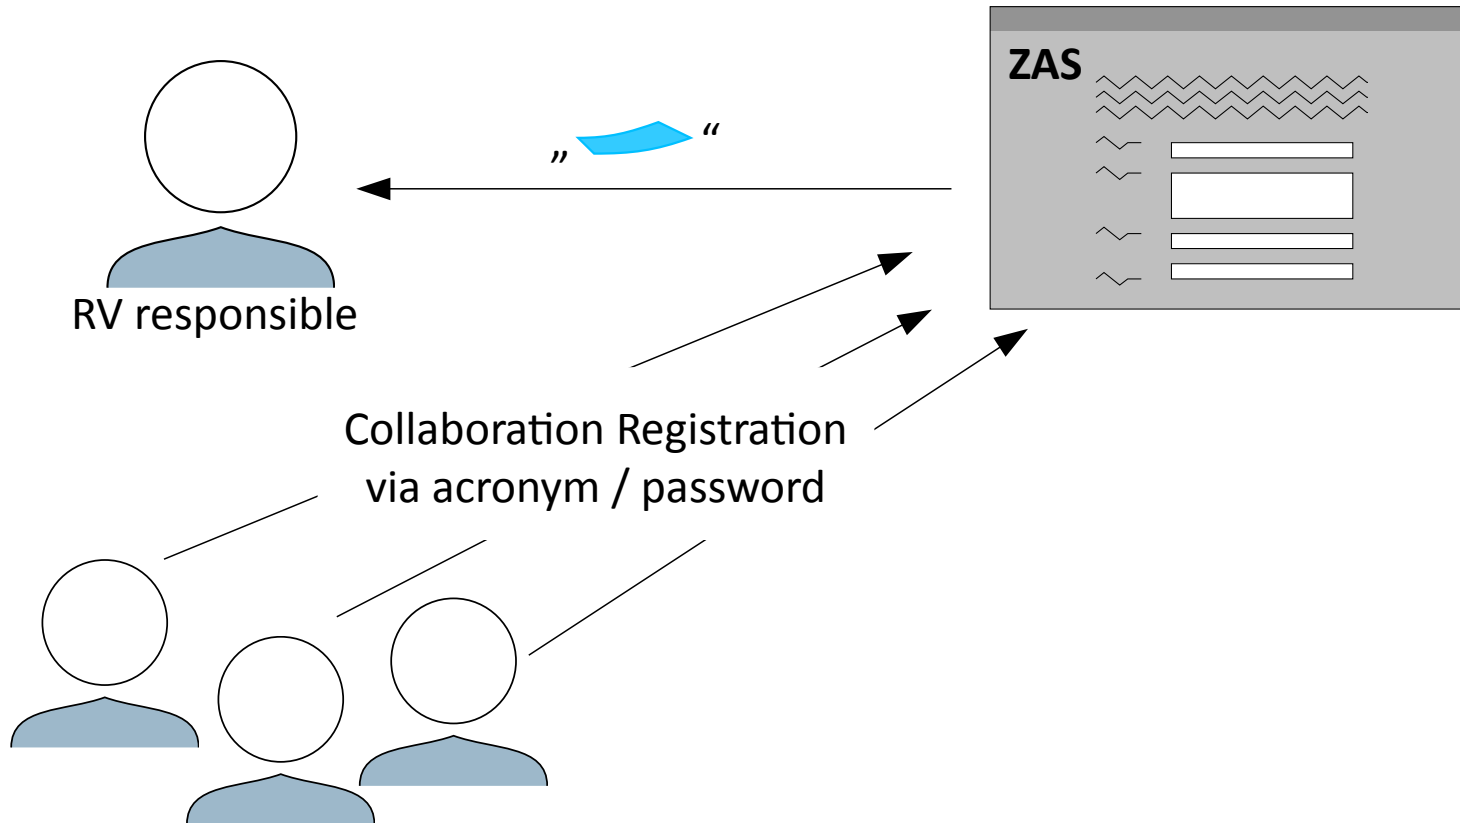 ZAS
„ “
RV responsible
Collaboration Registration
via acronym / password